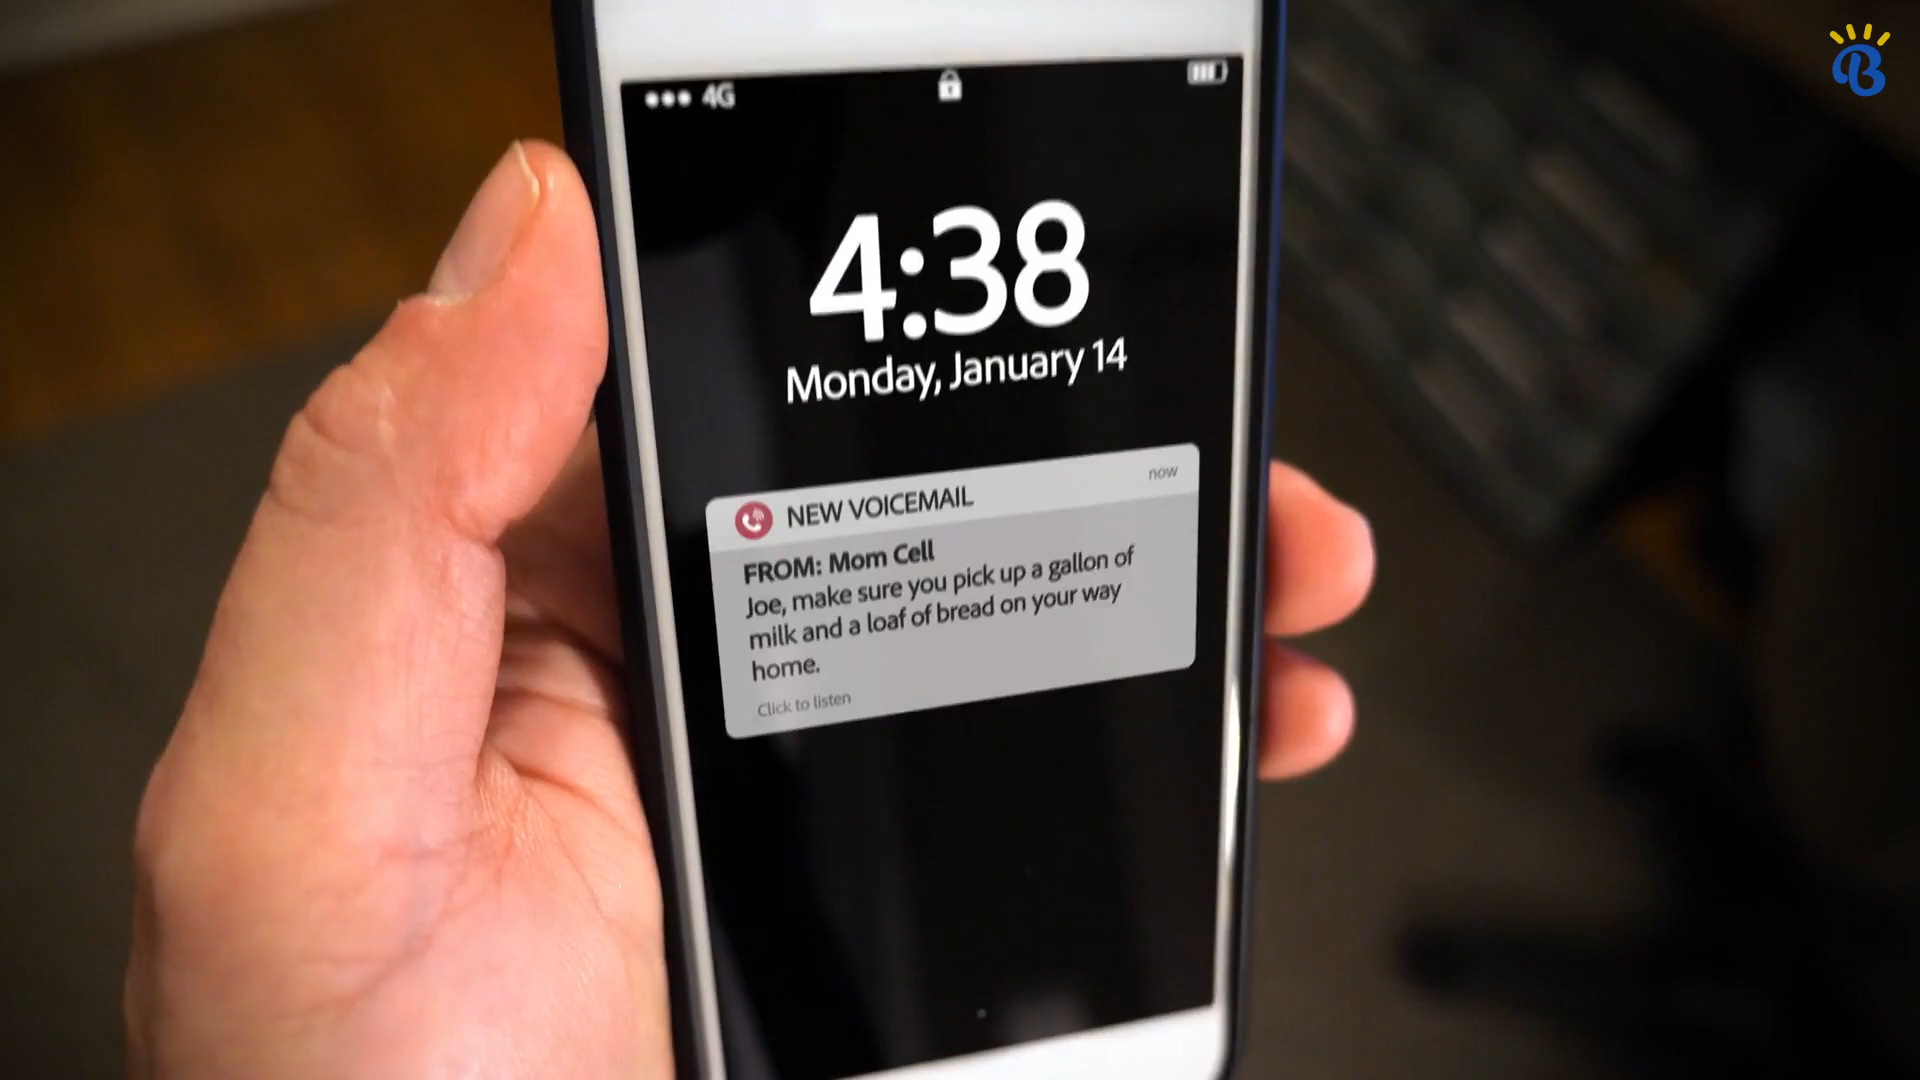 4G
4:38
Monday, January 14
NEW VOICEMAIL
now
FROM: Mom Cell
Joe, make sure you pick up a gallon of
milk and a loaf of bread on your way
home.
Click to listen
B